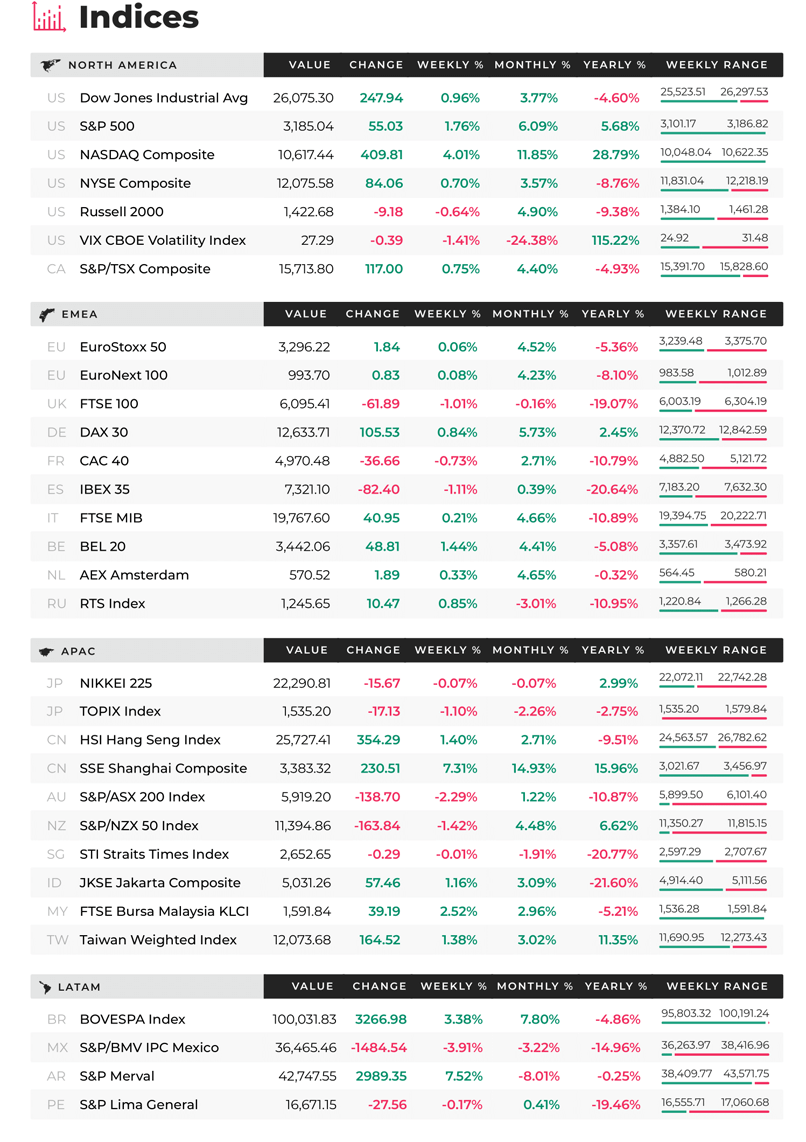 Indices
NORTH AMERICA VALUE CHANGE WEEKLY % MONTHLY % YEARLY % WEEKLY RANGE
US Dow Jones Industrial Avg 26,075.30 247.94 0.96% 3.77% -4.60% 25,523.51 26,297.53
US S&P 500 3,185.04 55.03 1.76% 6.09% 5.68% 3,101.17 3,186.82
US NASDAQ Composite 10,617.44 409.81 4.01% 11.85% 28.79% 10,048.04 10,622.35
US NYSE Composite 12,075.58 84.06 0.70% 3.57% -8.76% 11,831.04 12,218.19
US Russell 2000 1,422.68 -9.18 -0.64% 4.90% -9.38% 1,384.10 1,461.28
US VIX CBOE Volatility Index 27.29 -0.39 -1.41% -24.38% 115.22% 24.92 31.48
CA S&P/TSX Composite 15,713.80 117.00 0.75% 4.40% -4.93% 15,391.70 15,828.60
EMEA VALUE CHANGE WEEKLY % MONTHLY % YEARLY % WEEKLY RANGE
EU EuroStoxx 50 3,296.22 1.84 0.06% 4.52% -5.36% 3,239.48 3,375.70
EU EuroNext 100 993.70 0.83 0.08% 4.23% -8.10% 983.58 1,012.89
UK FTSE 100 6,095.41 -61.89 -1.01% -0.16% -19.07% 6,003.19 6,304.19
DE DAX 30 12,633.71 105.53 0.84% 5.73% 2.45% 12,370.72 12,842.59
FR CAC 40 4,970.48 -36.66 -0.73% 2.71% -10.79% 4,882.50 5,121.72
ES IBEX 35 7,321.10 -82.40 -1.11% 0.39% -20.64% 7,183.20 7,632.30
IT FTSE MIB 19,767.60 40.95 0.21% 4.66% -10.89% 19,394.75 20,222.71
BE BEL 20 3,442.06 48.81 1.44% 4.41% -5.08% 3,357.61 3,473.92
NL AEX Amsterdam 570.52 1.89 0.33% 4.65% -0.32% 564.45 580.21
RU RTS Index 1,245.65 10.47 0.85% -3.01% -10.95% 1,220.84 1,266.28
APAC VALUE CHANGE WEEKLY % MONTHLY % YEARLY % WEEKLY RANGE
JP NIKKEI 225 22,290.81 -15.67 -0.07% -0.07% 2.99% 22,072.11 22,742.28
JP TOPIX Index 1,535.20 -17.13 -1.10% -2.26% -2.75% 1,535.20 1,579.84
CN HSI Hang Seng Index 25,727.41 354.29 1.40% 2.71% -9.51% 24,563.57 26,782.62
CN SSE Shanghai Composite 3,383.32 230.51 7.31% 14.93% 15.96% 3,021.67 3,456.97
AU S&P/ASX 200 Index 5,919.20 -138.70 -2.29% 1.22% -10.87% 5,899.50 6,101.40
NZ S&P/NZX 50 Index 11,394.86 -163.84 -1.42% 4.48% 6.62% 11,350.27 11,815.15
SG STI Straits Times Index 2,652.65 -0.29 -0.01% -1.91% -20.77% 2,597.29 2,707.67
ID JKSE Jakarta Composite 5,031.26 57.46 1.16% 3.09% -21.60% 4,914.40 5,111.56
MY FTSE Bursa Malaysia KLCI 1,591.84 39.19 2.52% 2.96% -5.21% 1,536.28 1,591.84
TW Taiwan Weighted Index 12,073.68 164.52 1.38% 3.02% 11.35% 11,690.95 12,273.43
LATAM VALUE CHANGE WEEKLY % MONTHLY % YEARLY % WEEKLY RANGE
BR BOVESPA Index 100,031.83 3266.98 3.38% 7.80% -4.86% 95,803.32 100,191.24
MX S&P/BMV IPC Mexico 36,465.46 -1484.54 -3.91% -3.22% -14.96% 36,263.97 38,416.96
AR S&P Merval 42,747.55 2989.35 7.52% -8.01% -0.25% 38,409.77 43,571.75
PE S&P Lima General 16,671.15 -27.56 -0.17% 0.41% -19.46% 16,555.71 17,060.68